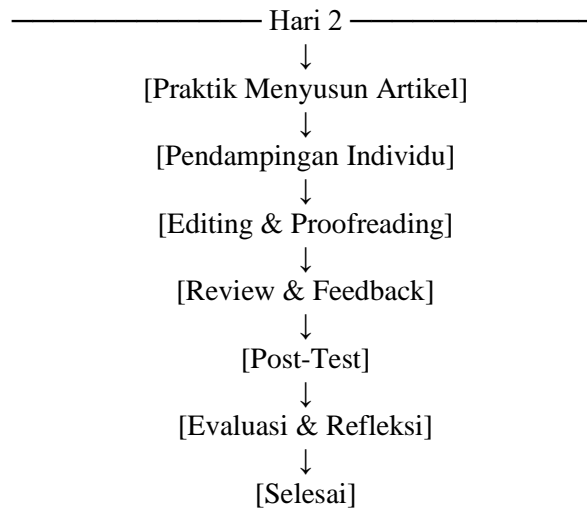 Hari 2
↓
[Praktik Menyusun Artikel]
↓
[Pendampingan Individu]
↓
[Editing & Proofreading]
↓
[Review & Feedback]
↓
[Post-Test]
↓
[Evaluasi & Refleksi]
↓
[Selesai]